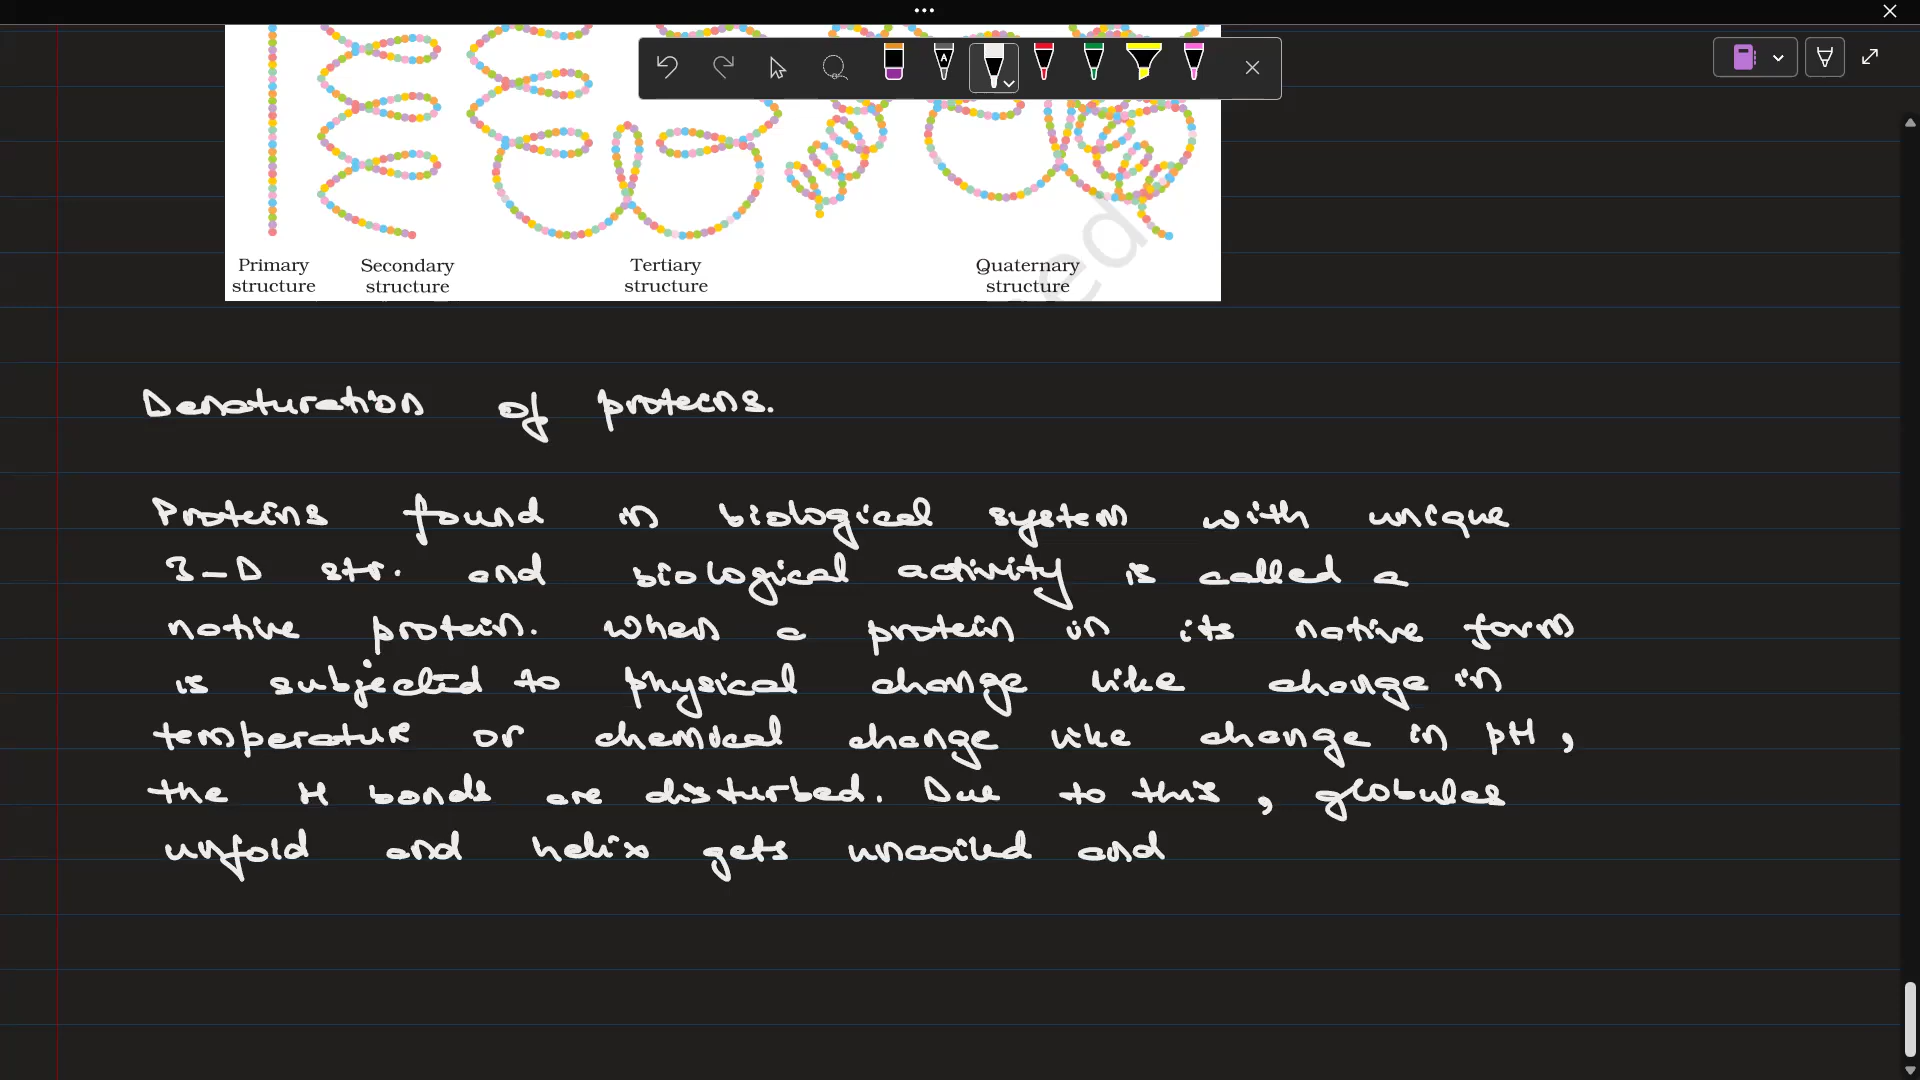 Primary structure
Secondary structure
Tertiary structure
Quaternary structure
Denaturation of proteins.
Proteins found in biological system with unique
3-D str. and biological activity is called a
native protein. When a protein in its native form
is subjected to physical change like change in
temperature or chemical change like change in pH,
the H bonds are disturbed. Due to this, globules
unfold and helix gets uncoiled and